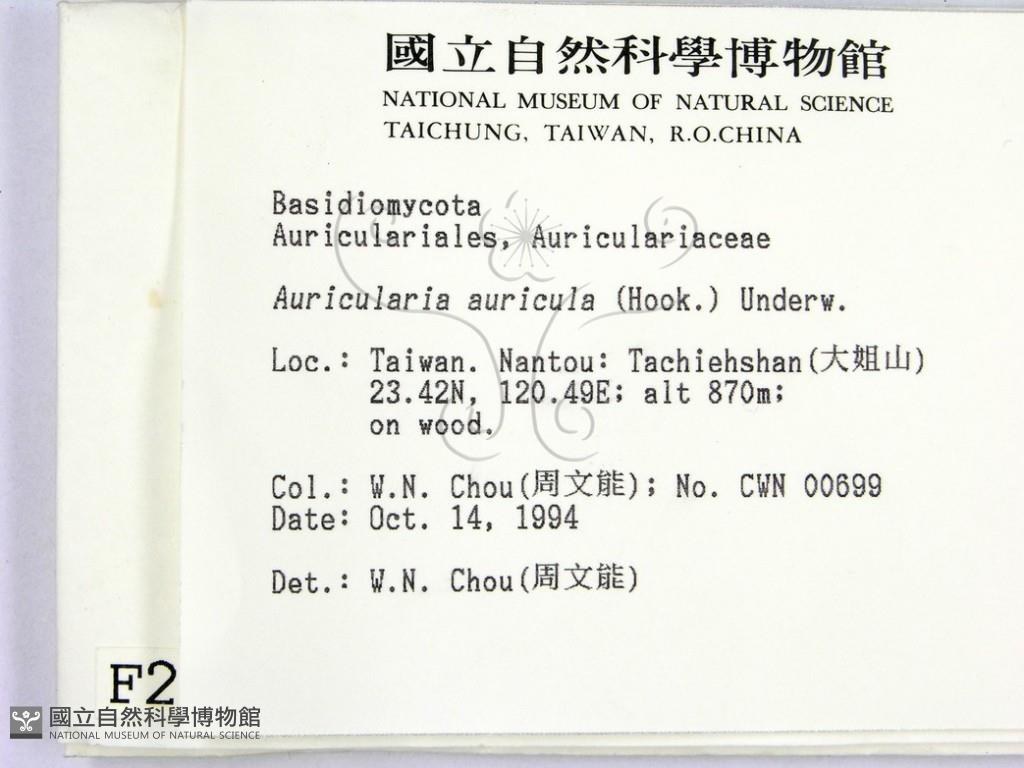 國立自然科學博物館
NATIONAL MUSEUM OF NATURAL SCIENCE
TAICHUNG, TAIWAN, R.O.CHINA
Basidiomycota
Auriculariales, Auriculariaceae
Auricularia auricula (Hook.) Underw.
Loc.: Taiwan. Nantou: Tachiehshan(大姐山)
23.42N, 120.49E; alt 870m;
on wood.
Col.: W.N. Chou(周文能); No. CWN 00699
Date: Oct. 14, 1994
Det.: W.N. Chou(周文能)
F2
國立自然科學博物館
NATIONAL MUSEUM OF NATURAL SCIENCE